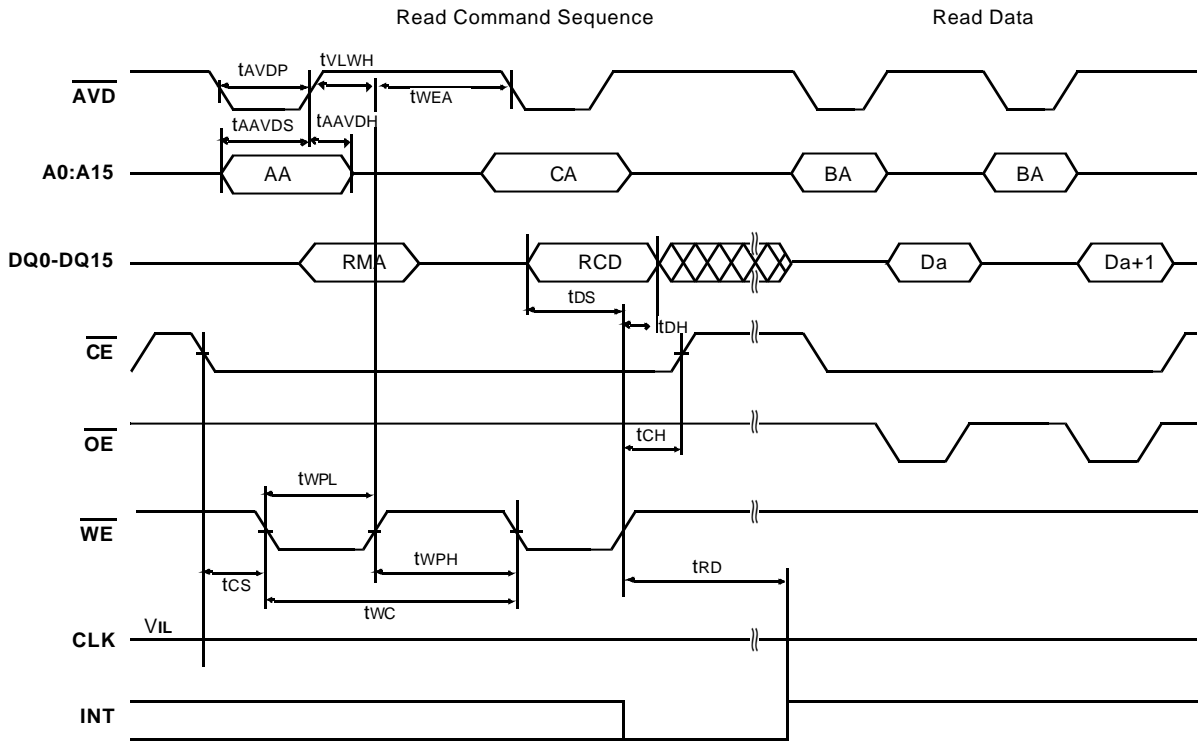 Read Command Sequence Read Data
tAVDP tVLWH
AVD tWEA
tAAVDS tAAVDH
A0:A15 AA CA BA BA
DQ0-DQ15 RMA RCD Da Da+1
tDS
tDH
CE
OE tCH
tWPL
WE
tWPH tRD
tCS
tWC
VIL
CLK
INT